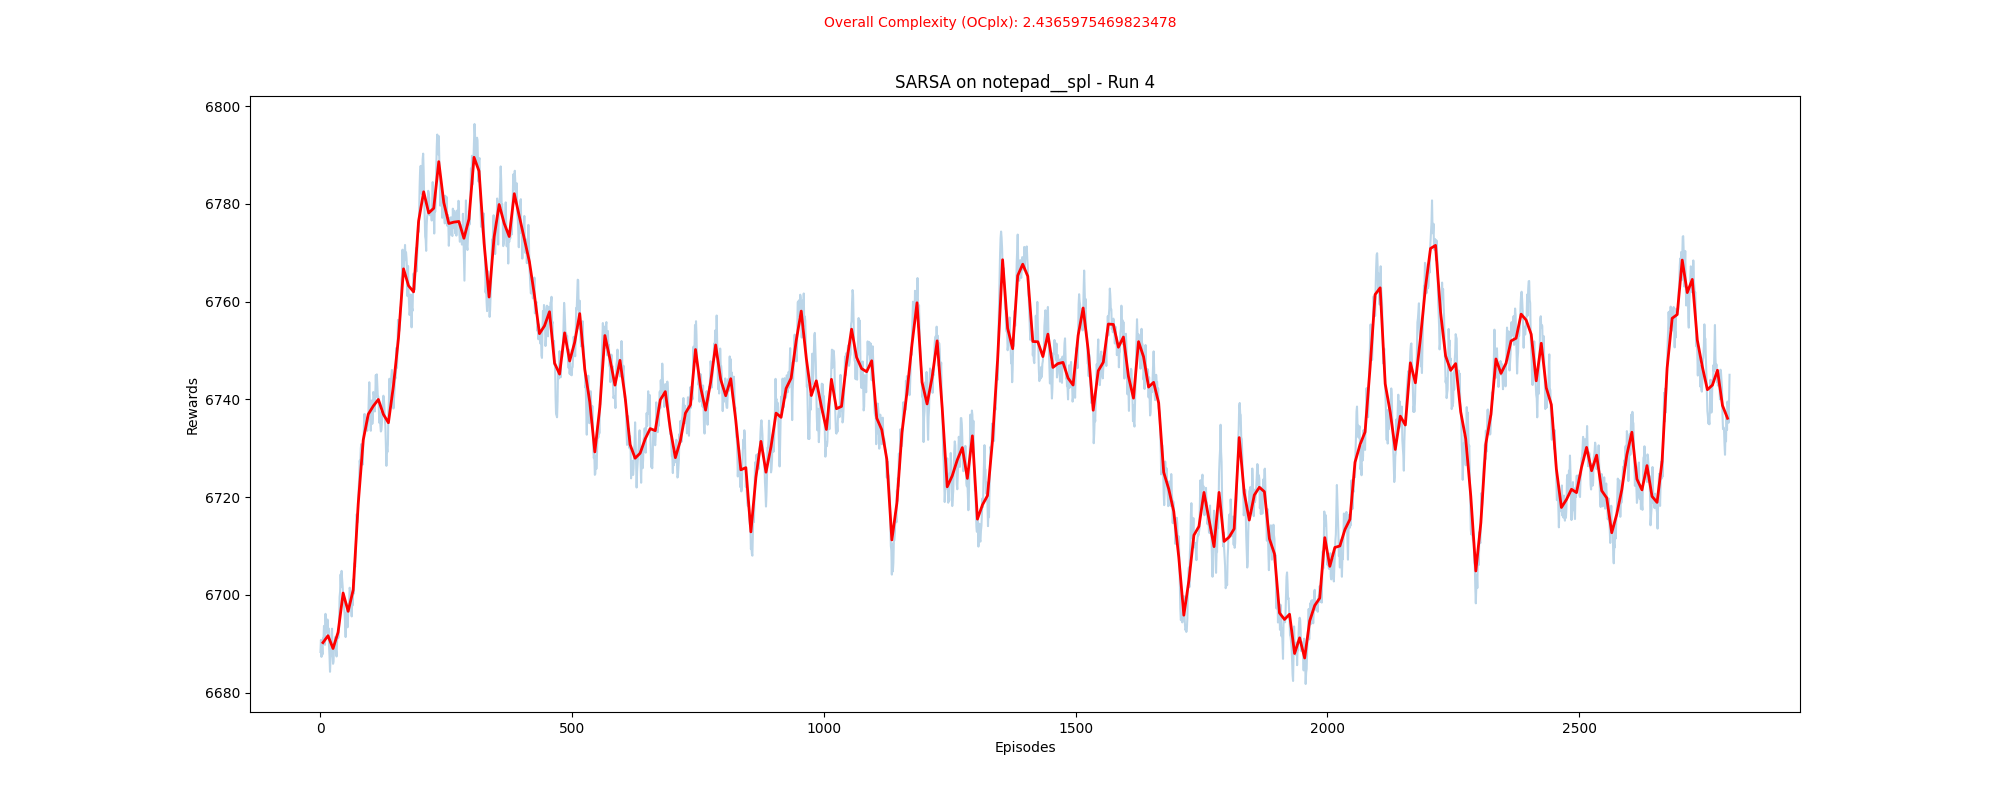 Overall Complexity (OCplx): 2.4365975469823478
SARSA on notepad__spl - Run 4
6800
6780
6760
6740
6720
6700
6680
Rewards
0 500 1000 1500 2000 2500
Episodes